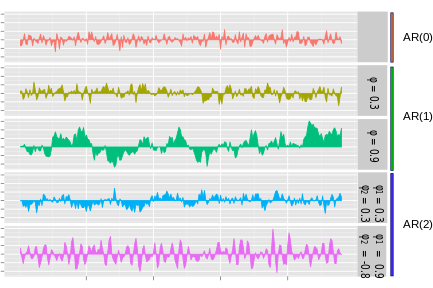 AR(0)
φ = 0.3
AR(1)
φ = 0.9
φ₁ = 0.3
φ₂ = 0.3
AR(2)
φ₁ = 0.9
φ₂ = -0.8